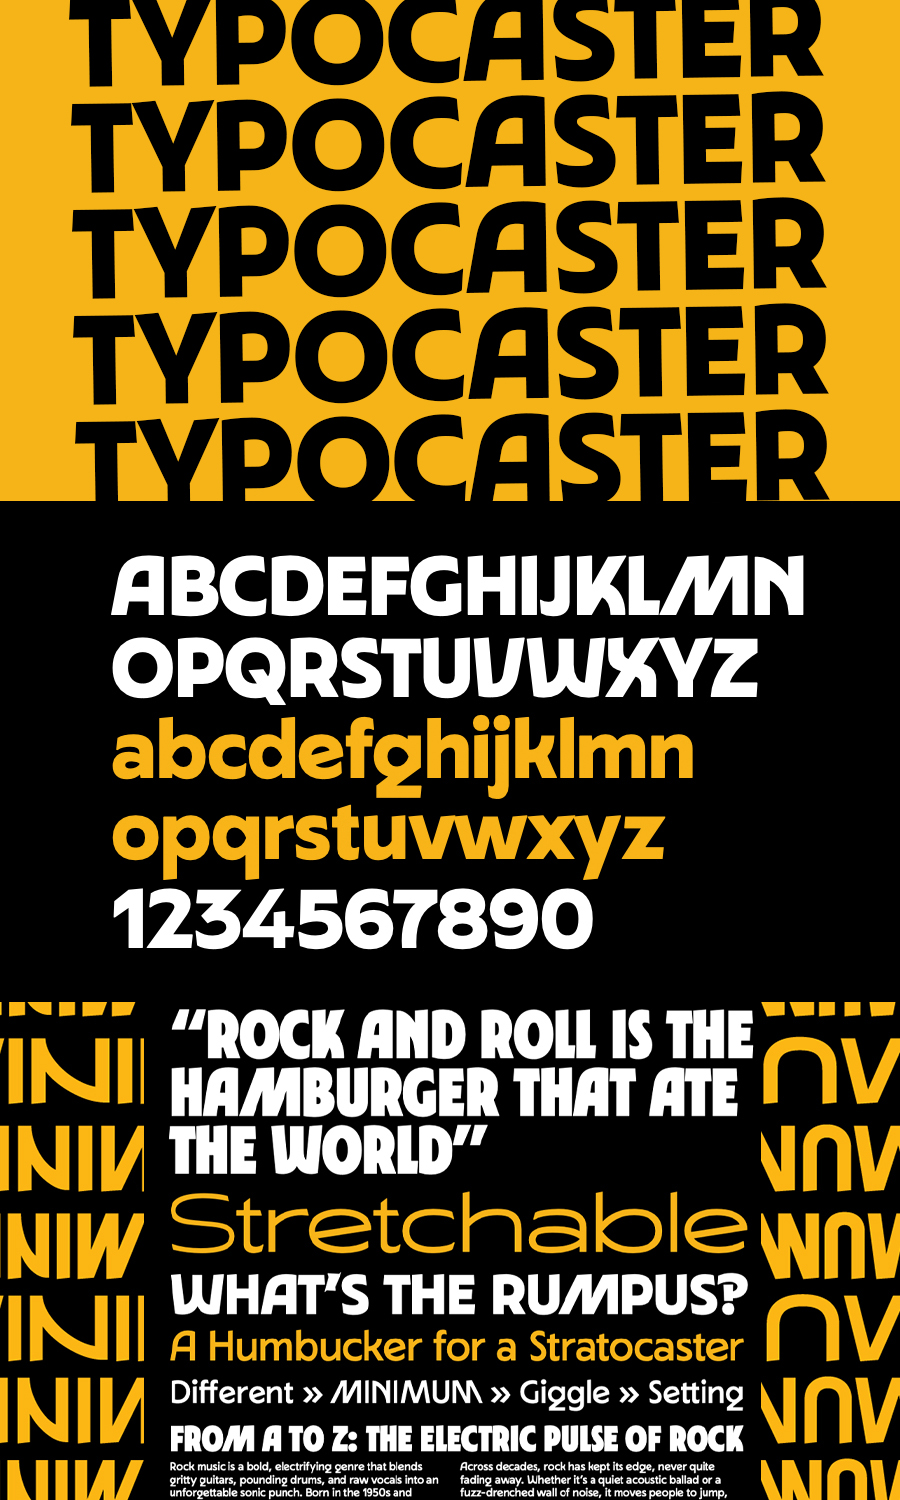 TYPOCASTER
TYPOCASTER
TYPOCASTER
TYPOCASTER
TYPOCASTER
ABCDEFGHIJKLMN
OPQRSTUVWXYZ
abcdefghijklmn
opqrstuvwxyz
1234567890
“ROCK AND ROLL IS THE
HAMBURGER THAT ATE
THE WORLD”
Stretchable
WHAT’S THE RUMPUS?
A Humbucker for a Stratocaster
Different » MINIMUM » Giggle » Setting
FROM A TO Z: THE ELECTRIC PULSE OF ROCK
Rock music is a bold, electrifying genre that blends
gritty guitars, pounding drums, and raw vocals into an
unforgettable sonic punch. Born in the 1950s and
Across decades, rock has kept its edge, never quite
fading away. Whether it’s a quiet acoustic ballad or a
fuzz-drenched wall of noise, it moves people to jump,